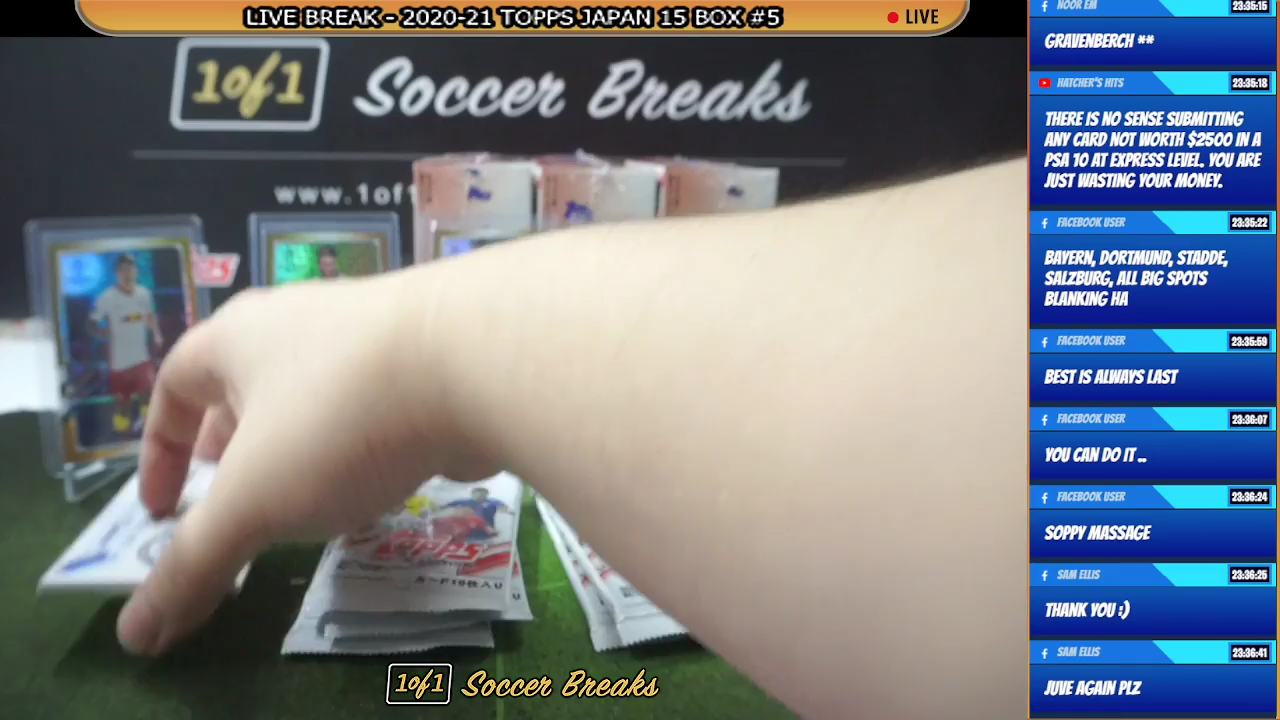 LIVE BREAK - 2020-21 TOPPS JAPAN 15 BOX #5
LIVE
1of1 Soccer Breaks
www.1of1
topps
1of1 Soccer Breaks
NOOR EM 23:35:15
GRAVENBERCH **
HATCHER'S HITS 23:35:18
THERE IS NO SENSE SUBMITTING
ANY CARD NOT WORTH $2500 IN A
PSA 10 AT EXPRESS LEVEL. YOU ARE
JUST WASTING YOUR MONEY.
FACEBOOK USER 23:35:22
BAYERN, DORTMUND, STADDE,
SALZBURG, ALL BIG SPOTS
BLANKING HA
FACEBOOK USER 23:35:59
BEST IS ALWAYS LAST
FACEBOOK USER 23:36:07
YOU CAN DO IT ..
FACEBOOK USER 23:36:24
SOPPY MASSAGE
SAM ELLIS 23:36:25
THANK YOU :)
SAM ELLIS 23:36:41
JUVE AGAIN PLZ